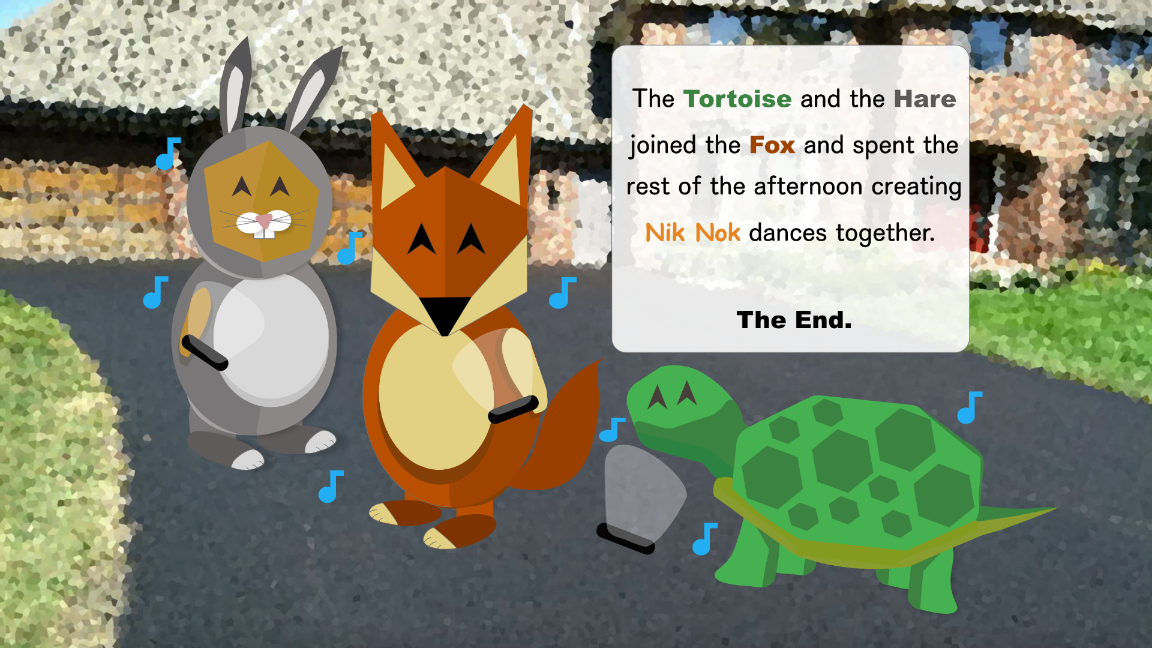 The Tortoise and the Hare
joined the Fox and spent the
rest of the afternoon creating
Nik Nok dances together.
The End.